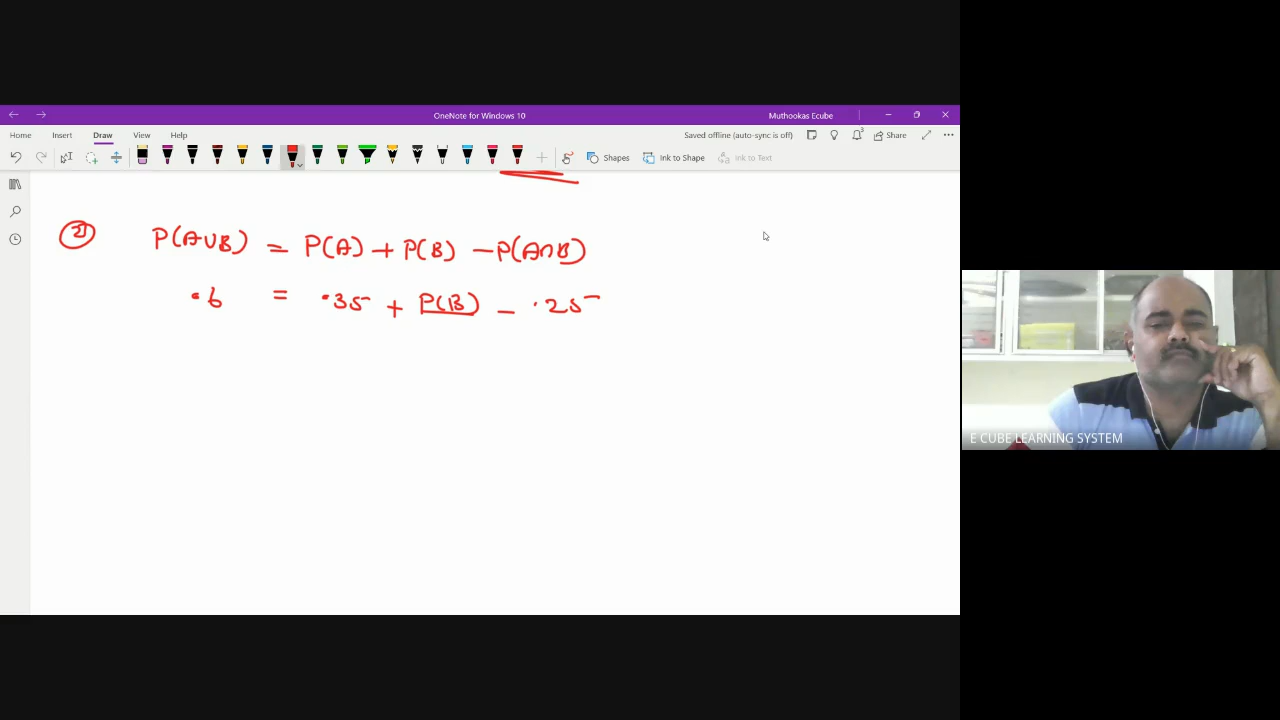 OneNote for Windows 10
Muthookas Ecube
Home Insert Draw View Help
Saved offline (auto-sync is off)
Share
Shapes
Ink to Shape
Ink to Text
2) P(A∪B) = P(A) + P(B) - P(A∩B)
.6 = .35 + P(B) - .25
E CUBE LEARNING SYSTEM